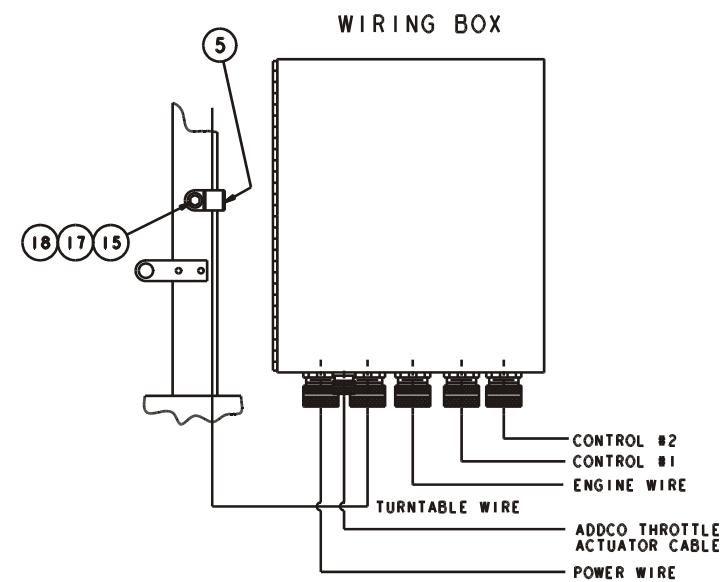 WIRING BOX
5
18 17 15
CONTROL #2
CONTROL #1
ENGINE WIRE
TURNTABLE WIRE
ADDCO THROTTLE
ACTUATOR CABLE
POWER WIRE